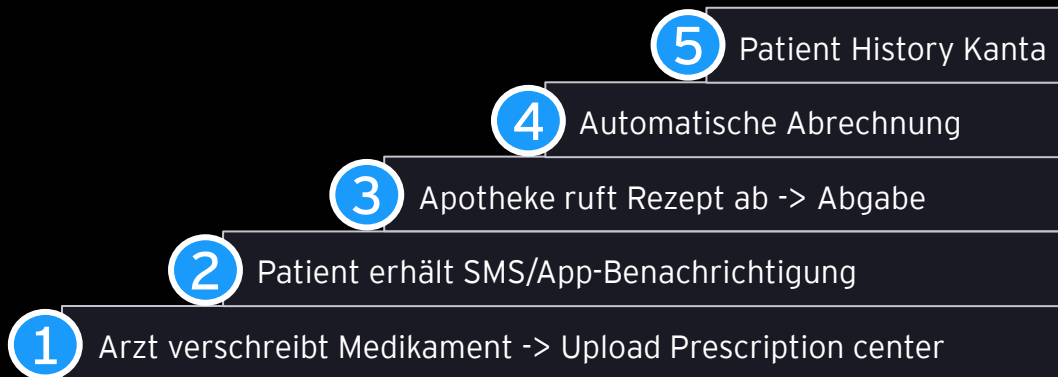 5 Patient History Kanta
4 Automatische Abrechnung
3 Apotheke ruft Rezept ab -> Abgabe
2 Patient erhält SMS/App-Benachrichtigung
1 Arzt verschreibt Medikament -> Upload Prescription center